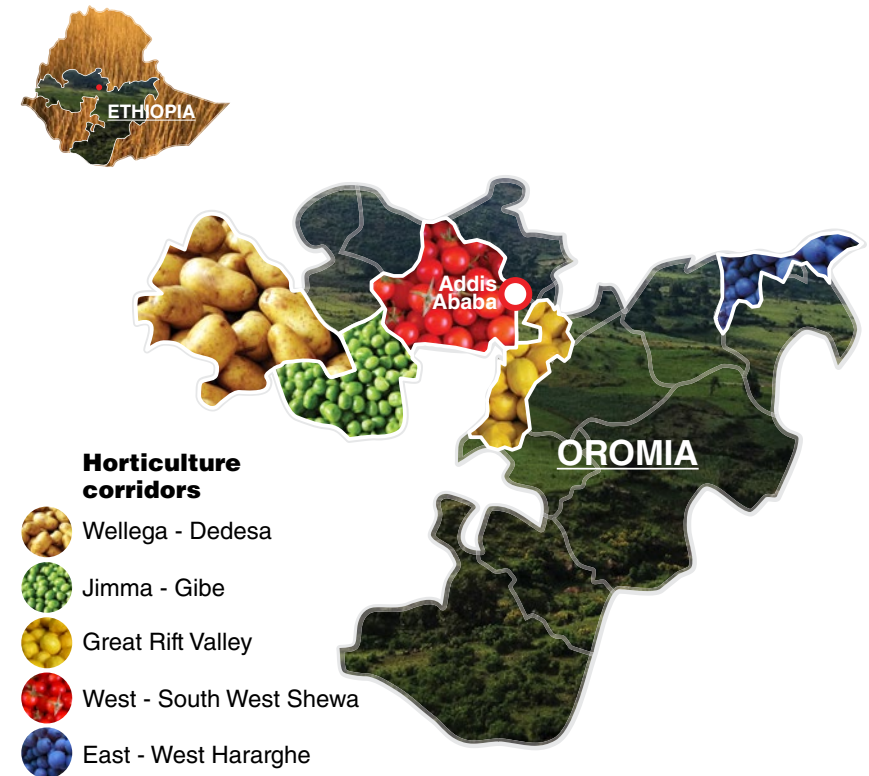 ETHIOPIA
Addis
Ababa
OROMIA
Horticulture
corridors
Wellega - Dedesa
Jimma - Gibe
Great Rift Valley
West - South West Shewa
East - West Hararghe